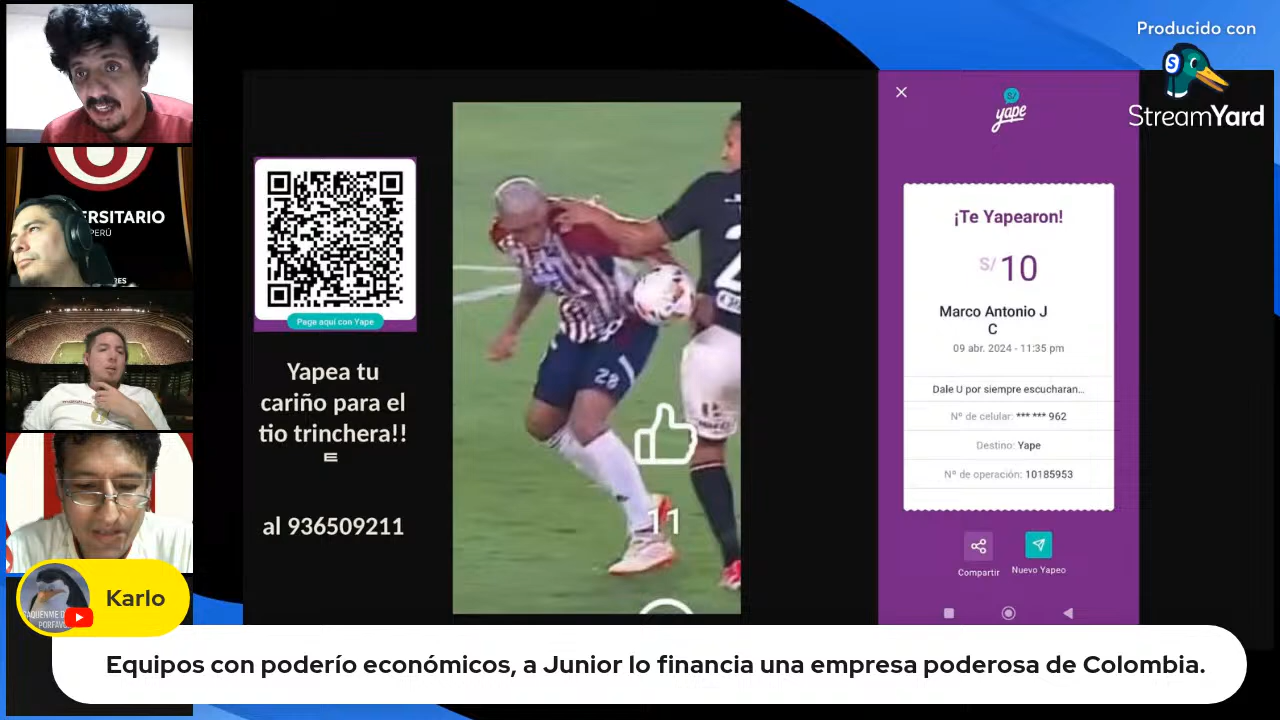 Producido con
StreamYard
ERSITARIO
PERÚ
Paga aquí con Yape
Yapea tu
cariño para el
tio trinchera!!
E
al 936509211
28
2
11
S/
yape
¡Te Yapearon!
S/ 10
Marco Antonio J
C
09 abr. 2024 - 11:35 pm
Dale U por siempre escucharan...
Nº de celular: *** *** 962
Destino: Yape
Nº de operación: 10185953
Compartir
Nuevo Yapeo
Karlo
Equipos con poderío económicos, a Junior lo financia una empresa poderosa de Colombia.